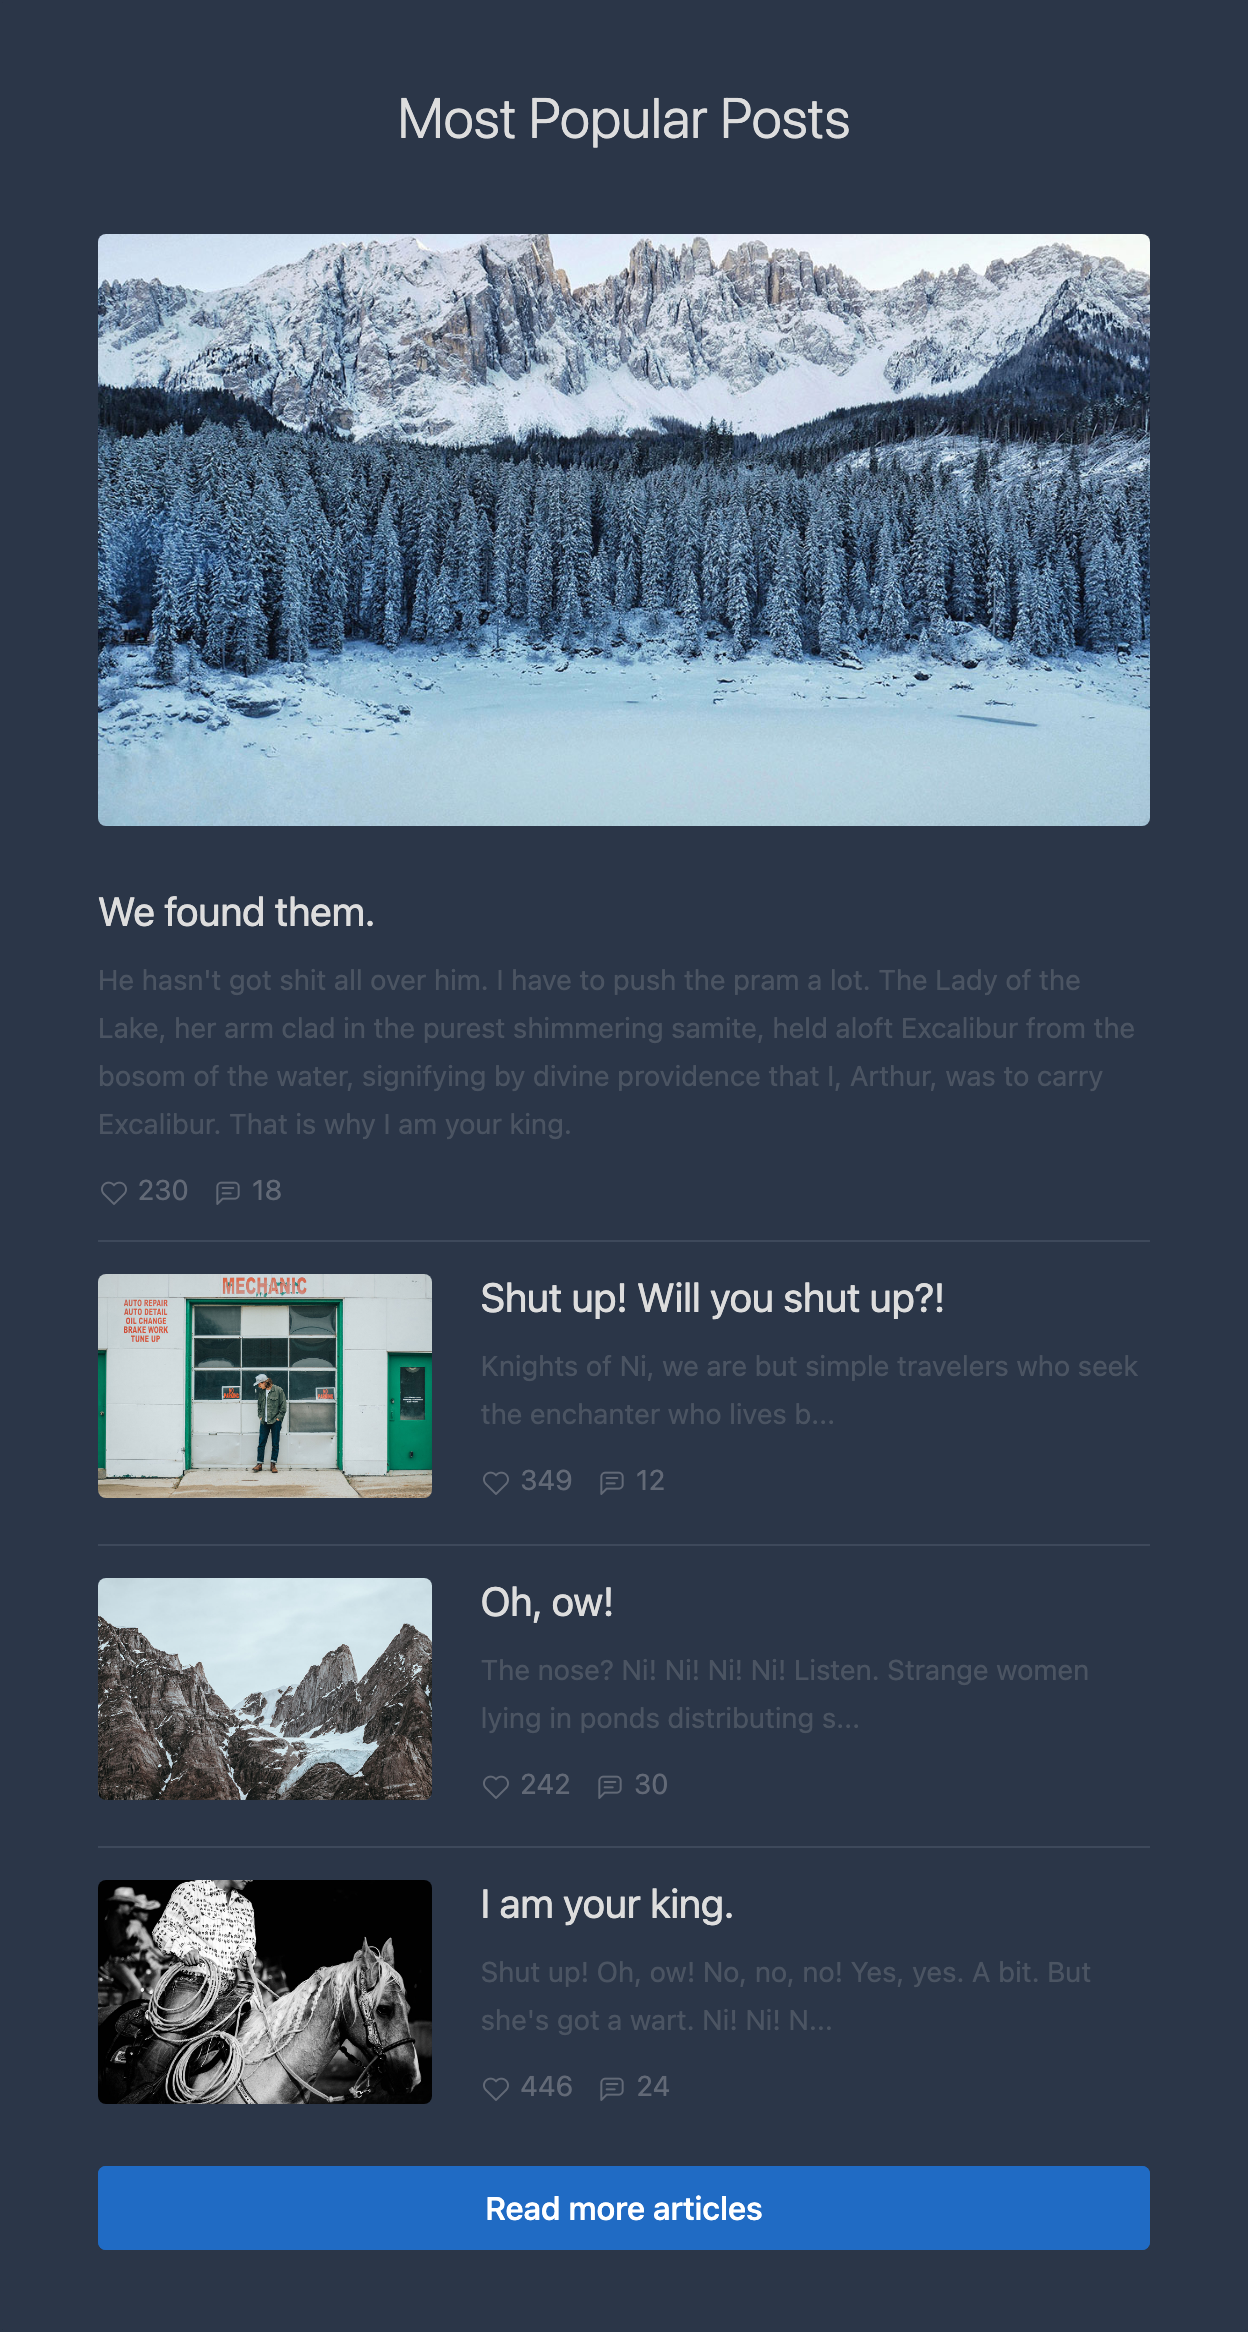 Most Popular Posts
We found them.
He hasn't got shit all over him. I have to push the pram a lot. The Lady of the
Lake, her arm clad in the purest shimmering samite, held aloft Excalibur from the
bosom of the water, signifying by divine providence that I, Arthur, was to carry
Excalibur. That is why I am your king.
230 18
MECHANIC
AUTO REPAIR
AUTO DETAIL
OIL CHANGE
BRAKE WORK
TUNE UP
Shut up! Will you shut up?!
Knights of Ni, we are but simple travelers who seek
the enchanter who lives b...
349 12
Oh, ow!
The nose? Ni! Ni! Ni! Ni! Listen. Strange women
lying in ponds distributing s...
242 30
I am your king.
Shut up! Oh, ow! No, no, no! Yes, yes. A bit. But
she's got a wart. Ni! Ni! N...
446 24
Read more articles